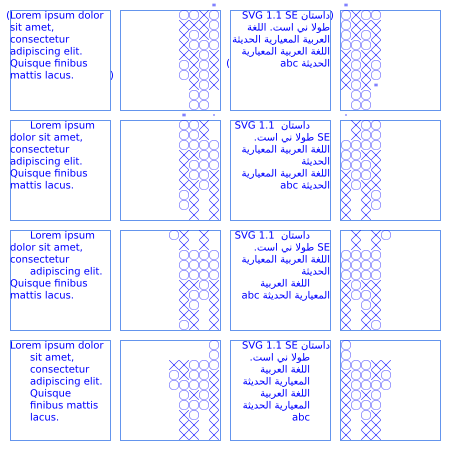 (Lorem ipsum dolor
sit amet,
consectetur
adipiscing elit.
Quisque finibus
mattis lacus.
)
(داستان SVG 1.1 SE
طولا ني است. اللغة
العربية المعيارية الحديثة
اللغة العربية المعيارية
الحديثة abc
)
Lorem ipsum
dolor sit amet,
consectetur
adipiscing elit.
Quisque finibus
mattis lacus.
داستان SVG 1.1
SE طولا ني است.
اللغة العربية المعيارية
الحديثة
اللغة العربية المعيارية
الحديثة abc
Lorem ipsum
dolor sit amet,
consectetur
adipiscing elit.
Quisque finibus
mattis lacus.
داستان SVG 1.1
SE طولا ني است.
اللغة العربية المعيارية
الحديثة
اللغة العربية
المعيارية الحديثة abc
Lorem ipsum dolor
sit amet,
consectetur
adipiscing elit.
Quisque
finibus mattis
lacus.
داستان SVG 1.1 SE
طولا ني است.
اللغة العربية
المعيارية الحديثة
اللغة العربية
المعيارية الحديثة
abc